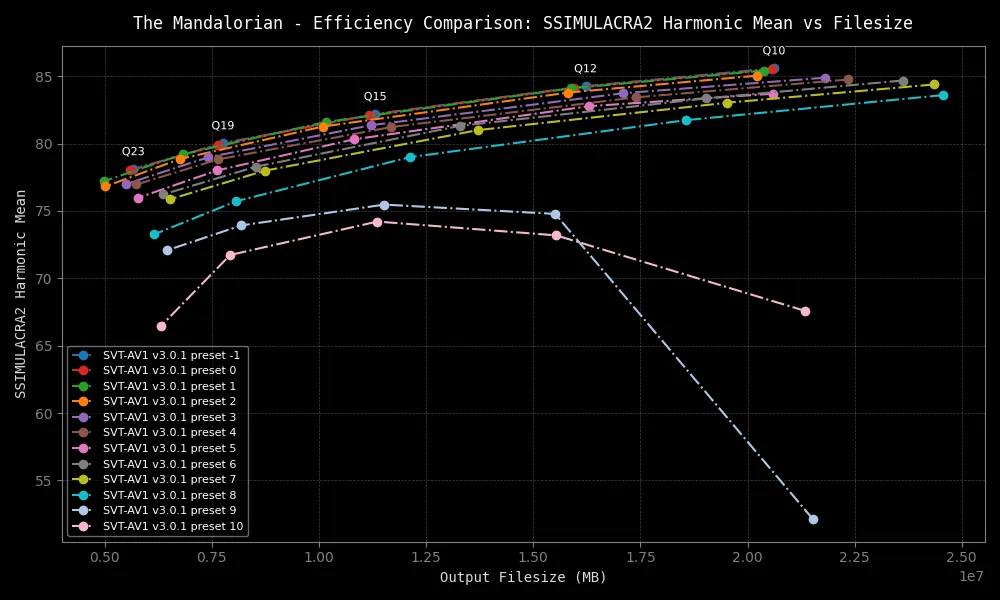 The Mandalorian - Efficiency Comparison: SSIMULACRA2 Harmonic Mean vs Filesize
Q10
Q12
Q15
Q19
Q23
85
80
75
70
65
60
55
SSIMULACRA2 Harmonic Mean
SVT-AV1 v3.0.1 preset -1
SVT-AV1 v3.0.1 preset 0
SVT-AV1 v3.0.1 preset 1
SVT-AV1 v3.0.1 preset 2
SVT-AV1 v3.0.1 preset 3
SVT-AV1 v3.0.1 preset 4
SVT-AV1 v3.0.1 preset 5
SVT-AV1 v3.0.1 preset 6
SVT-AV1 v3.0.1 preset 7
SVT-AV1 v3.0.1 preset 8
SVT-AV1 v3.0.1 preset 9
SVT-AV1 v3.0.1 preset 10
0.50 0.75 1.00 1.25 1.50 1.75 2.00 2.25 2.50
1e7
Output Filesize (MB)